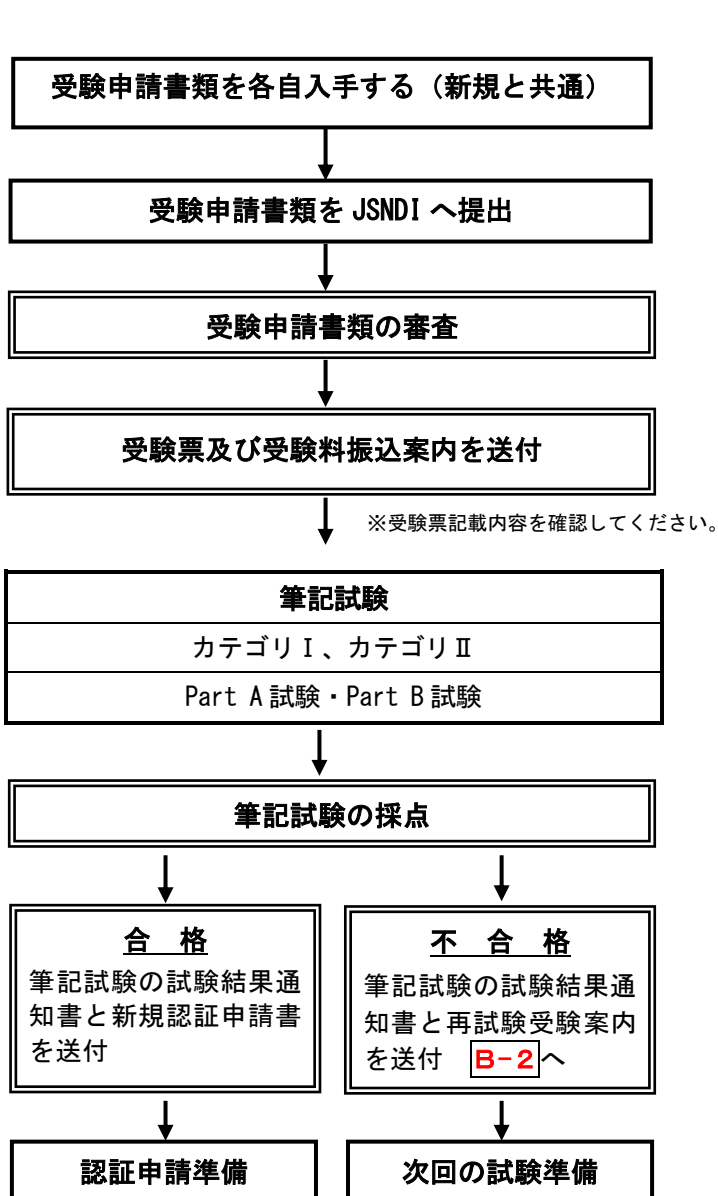 受験申請書類を各自入手する（新規と共通）
受験申請書類を JSNDI へ提出
受験申請書類の審査
受験票及び受験料振込案内を送付
※受験票記載内容を確認してください。
筆記試験
カテゴリⅠ、カテゴリⅡ
Part A 試験・Part B 試験
筆記試験の採点
合　格
筆記試験の試験結果通
知書と新規認証申請書
を送付
不　合　格
筆記試験の試験結果通
知書と再試験受験案内
を送付　B-2へ
認証申請準備
次回の試験準備